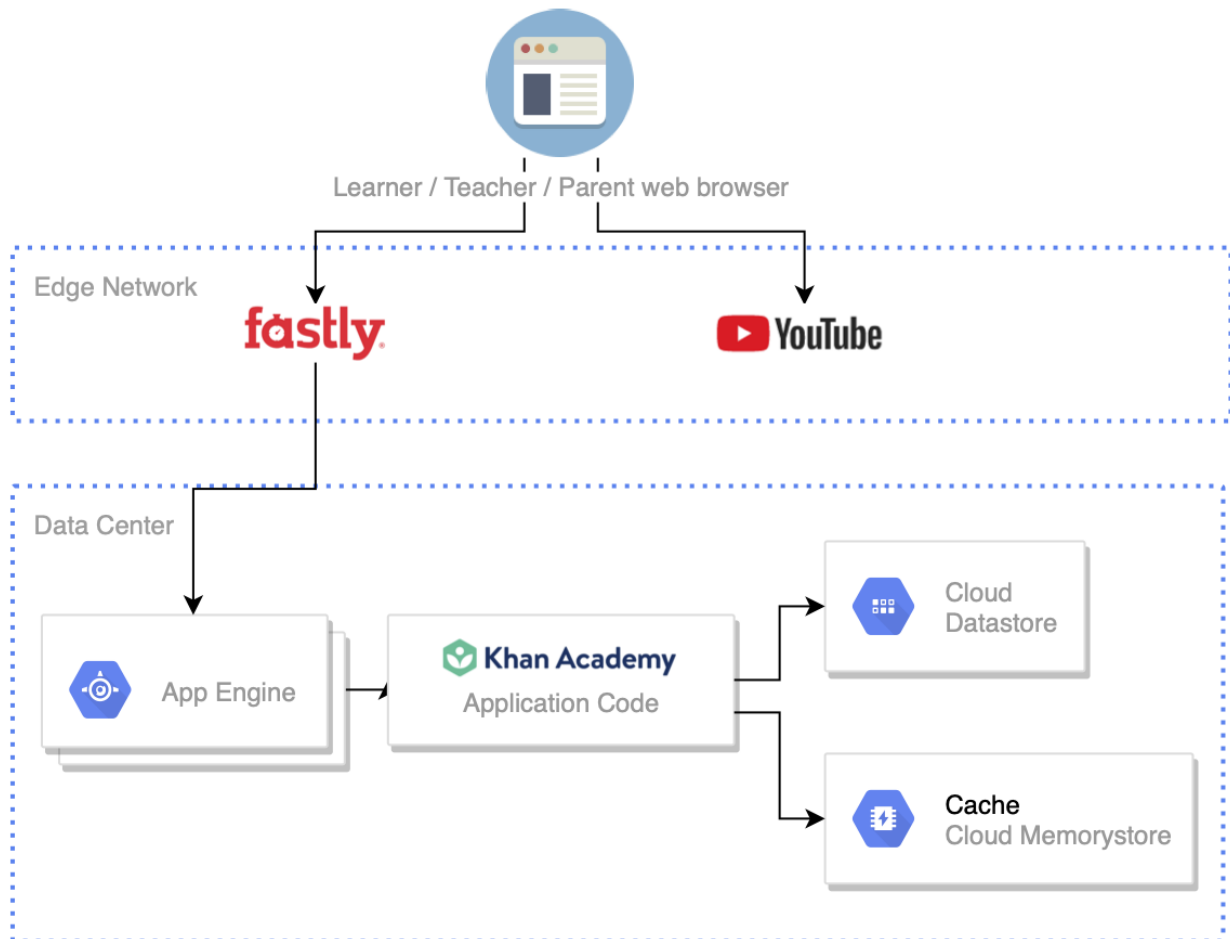 Learner / Teacher / Parent web browser
Edge Network
fastly
YouTube
Data Center
App Engine
Khan Academy
Application Code
Cloud
Datastore
Cache
Cloud Memorystore